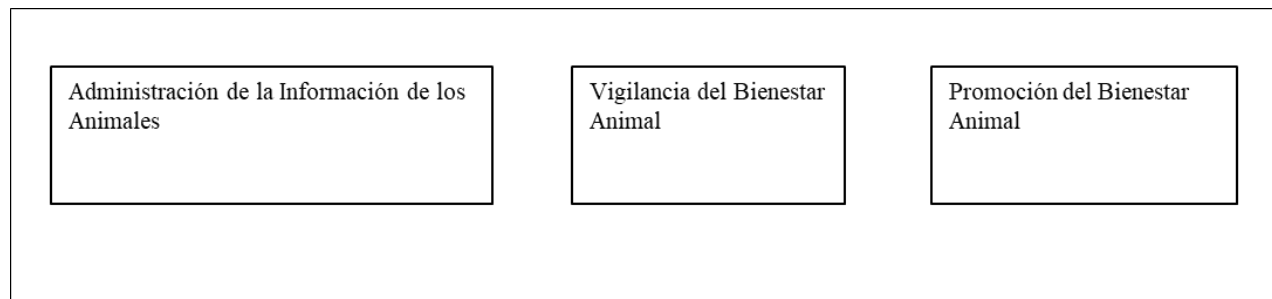 Administración de la Información de los
Animales
Vigilancia del Bienestar
Animal
Promoción del Bienestar
Animal